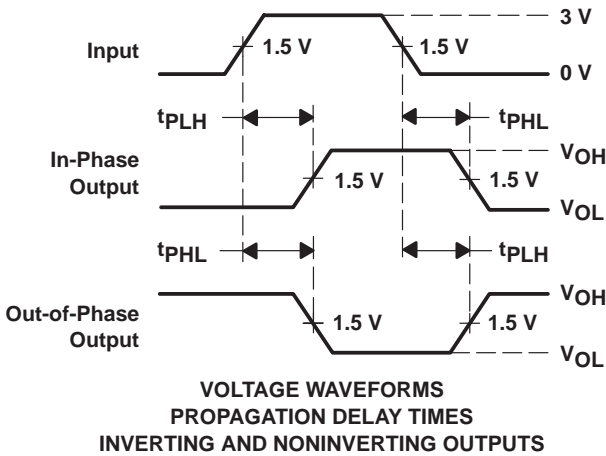 3 V
Input
1.5 V
1.5 V
0 V
tPLH
tPHL
In-Phase
Output
VOH
1.5 V
1.5 V
VOL
tPHL
tPLH
Out-of-Phase
Output
VOH
1.5 V
1.5 V
VOL
VOLTAGE WAVEFORMS
PROPAGATION DELAY TIMES
INVERTING AND NONINVERTING OUTPUTS